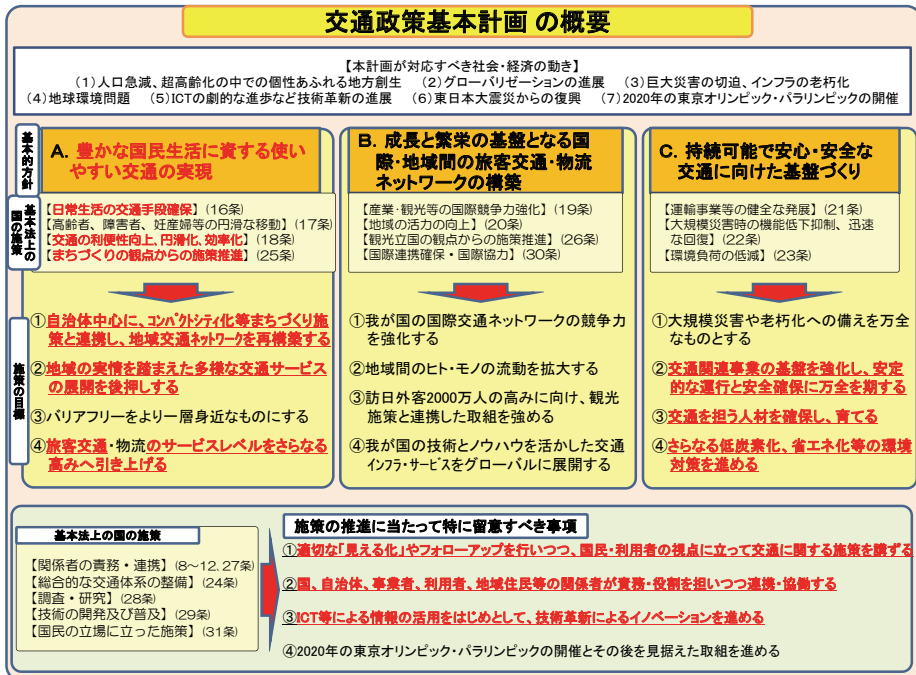 交通政策基本計画 の概要
【本計画が対応すべき社会・経済の動き】
(1)人口急減、超高齢化の中での個性あふれる地方創生 (2)グローバリゼーションの進展 (3)巨大災害の切迫、インフラの老朽化
(4)地球環境問題 (5)ICTの劇的な進歩など技術革新の進展 (6)東日本大震災からの復興 (7)2020年の東京オリンピック・パラリンピックの開催
基本的方針
A. 豊かな国民生活に資する使い
やすい交通の実現
基本法上の
国の施策
【日常生活の交通手段確保】(16条)
【高齢者、障害者、妊産婦等の円滑な移動】(17条)
【交通の利便性向上、円滑化、効率化】(18条)
【まちづくりの観点からの施策推進】(25条)
施策の目標
①自治体中心に、コンパクトシティ化等まちづくり施
策と連携し、地域交通ネットワークを再構築する
②地域の実情を踏まえた多様な交通サービス
の展開を後押しする
③バリアフリーをより一層身近なものにする
④旅客交通・物流のサービスレベルをさらなる
高みへ引き上げる
B. 成長と繁栄の基盤となる国
際・地域間の旅客交通・物流
ネットワークの構築
【産業・観光等の国際競争力強化】(19条)
【地域の活力の向上】(20条)
【観光立国の観点からの施策推進】(26条)
【国際連携確保・国際協力】(30条)
①我が国の国際交通ネットワークの競争力
を強化する
②地域間のヒト・モノの流動を拡大する
③訪日外客2000万人の高みに向け、観光
施策と連携した取組を強める
④我が国の技術とノウハウを活かした交通
インフラ・サービスをグローバルに展開する
C. 持続可能で安心・安全な
交通に向けた基盤づくり
【運輸事業等の健全な発展】(21条)
【大規模災害時の機能低下抑制、迅速
な回復】(22条)
【環境負荷の低減】(23条)
①大規模災害や老朽化への備えを万全
なものとする
②交通関連事業の基盤を強化し、安定
的な運行と安全確保に万全を期する
③交通を担う人材を確保し、育てる
④さらなる低炭素化、省エネ化等の環境
対策を進める
基本法上の国の施策
【関係者の責務・連携】(8~12,27条)
【総合的な交通体系の整備】(24条)
【調査・研究】(28条)
【技術の開発及び普及】(29条)
【国民の立場に立った施策】(31条)
施策の推進に当たって特に留意すべき事項
①適切な「見える化」やフォローアップを行いつつ、国民・利用者の視点に立って交通に関する施策を講ずる
②国、自治体、事業者、利用者、地域住民等の関係者が責務・役割を担いつつ連携・協働する
③ICT等による情報の活用をはじめとして、技術革新によるイノベーションを進める
④2020年の東京オリンピック・パラリンピックの開催とその後を見据えた取組を進める